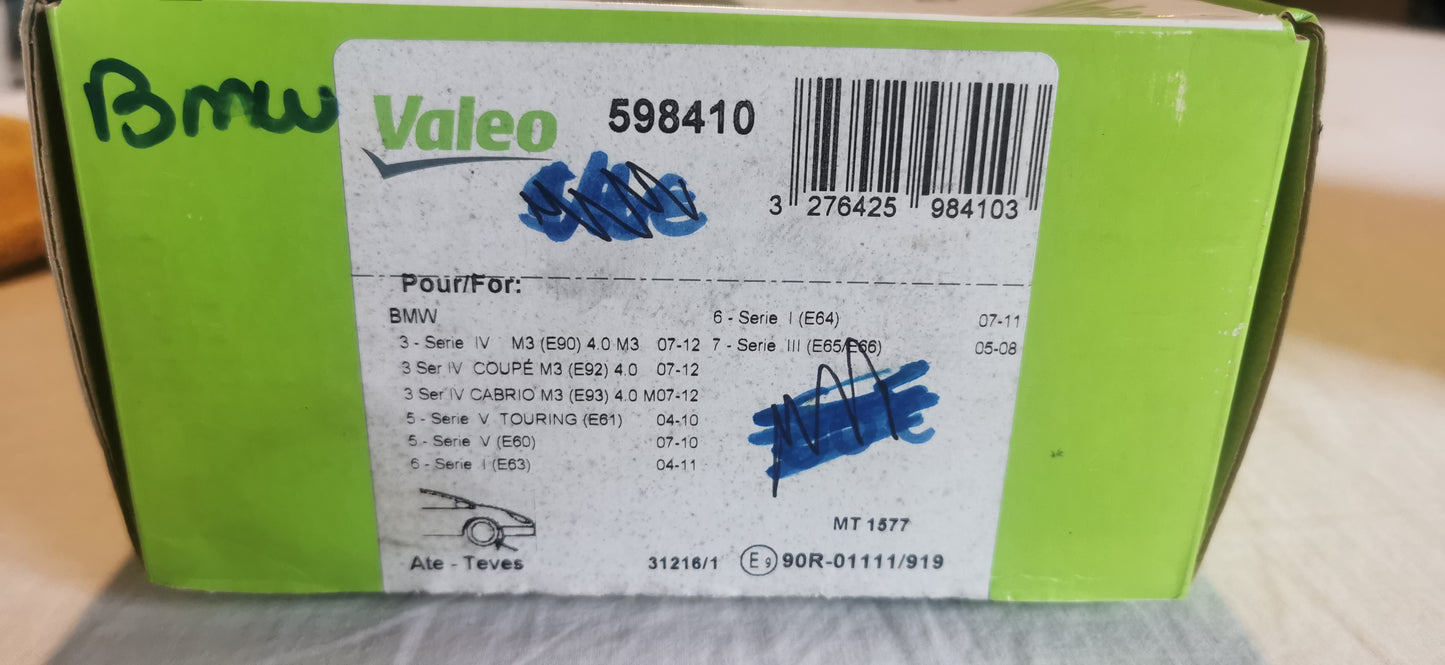 Bmw
Valeo
598410
3 276425 984103
Pour/For:
BMW
3 - Serie IV M3 (E90) 4.0 M3 07-12
3 Ser IV COUPÉ M3 (E92) 4.0 07-12
3 Ser IV CABRIO M3 (E93) 4.0 M07-12
5 - Serie V TOURING (E61) 04-10
5 - Serie V (E60) 07-10
6 - Serie I (E63) 04-11
6 - Serie I (E64) 07-11
7 - Serie III (E65/E66) 05-08
Ate - Teves
MT 1577
31216/1 E9 90R-01111/919